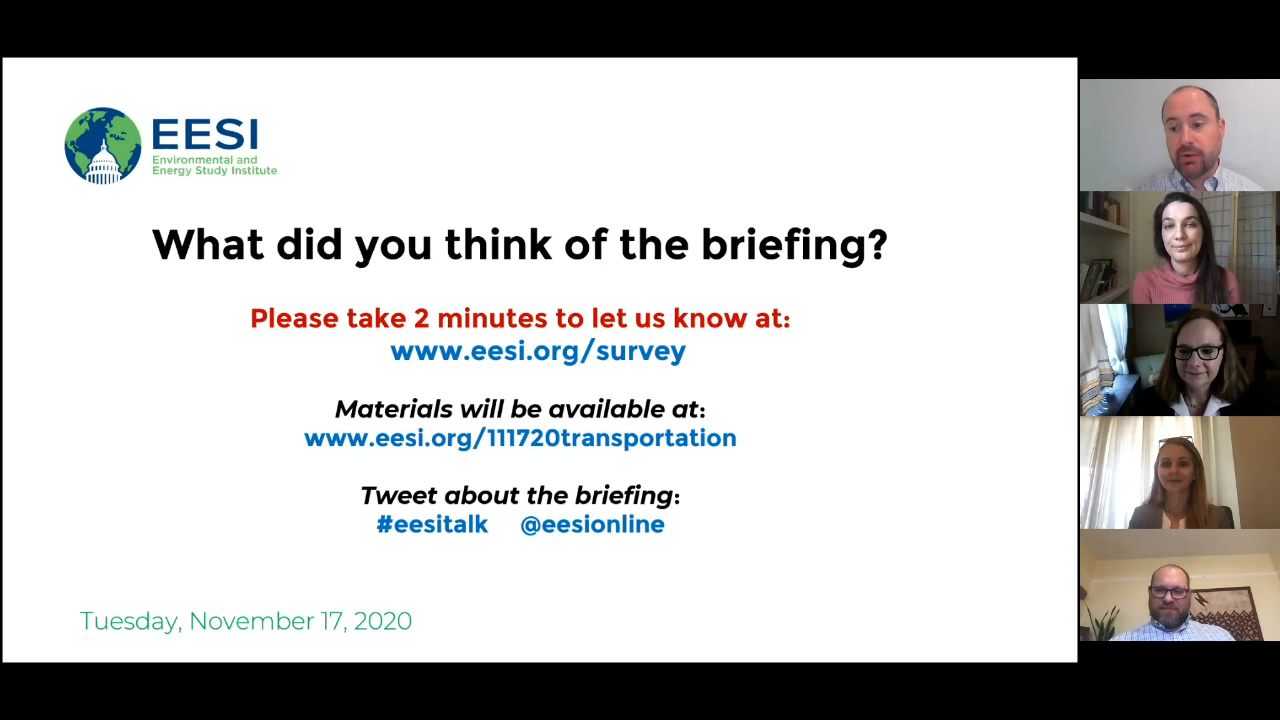 EESI
Environmental and
Energy Study Institute
What did you think of the briefing?
Please take 2 minutes to let us know at:
www.eesi.org/survey
Materials will be available at:
www.eesi.org/111720transportation
Tweet about the briefing:
#eesitalk @eesionline
Tuesday, November 17, 2020